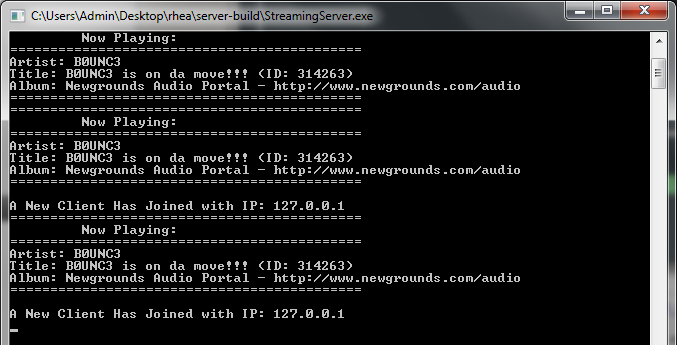 C:\Users\Admin\Desktop\rhea\server-build\StreamingServer.exe
Now Playing:
============================================
Artist: B0UNC3
Title: B0UNC3 is on da move!!! (ID: 314263)
Album: Newgrounds Audio Portal - http://www.newgrounds.com/audio
============================================
============================================
Now Playing:
============================================
Artist: B0UNC3
Title: B0UNC3 is on da move!!! (ID: 314263)
Album: Newgrounds Audio Portal - http://www.newgrounds.com/audio
============================================
A New Client Has Joined with IP: 127.0.0.1
============================================
Now Playing:
============================================
Artist: B0UNC3
Title: B0UNC3 is on da move!!! (ID: 314263)
Album: Newgrounds Audio Portal - http://www.newgrounds.com/audio
============================================
A New Client Has Joined with IP: 127.0.0.1